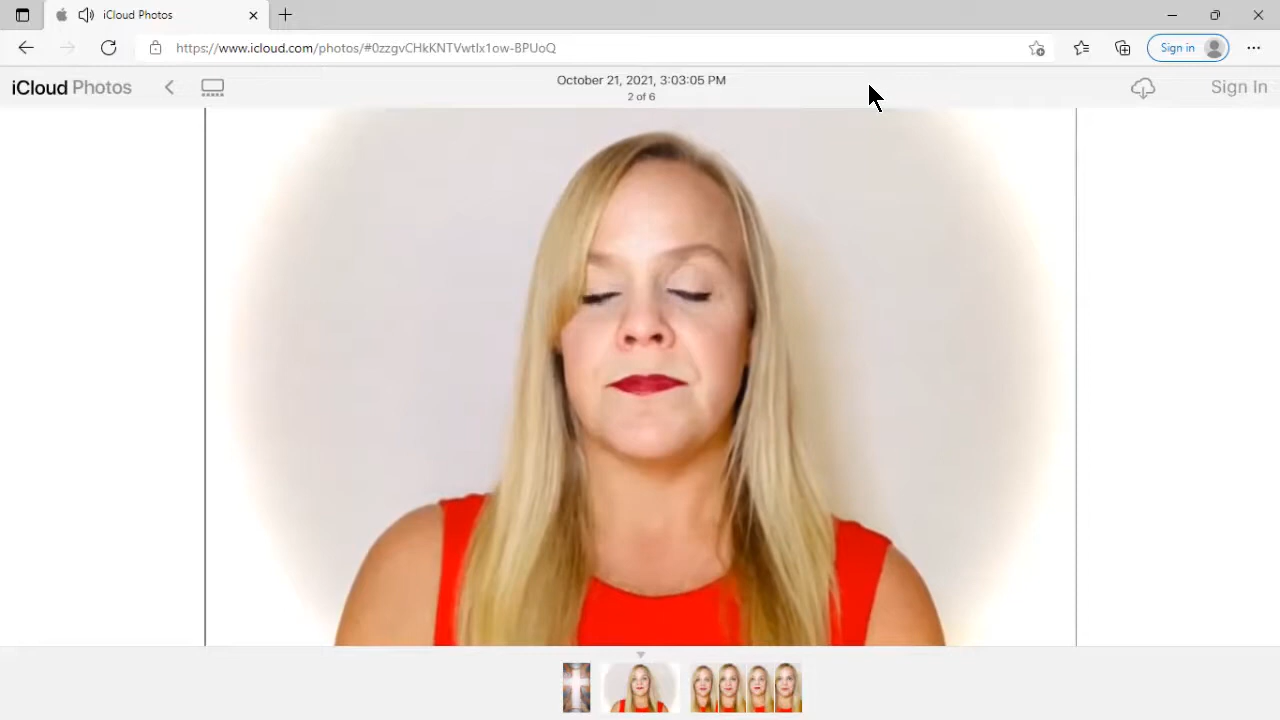 iCloud Photos
https://www.icloud.com/photos/#0zzgvCHkKNTVwtlx1ow-BPUoQ
Sign in
iCloud Photos
October 21, 2021, 3:03:05 PM
2 of 6
Sign In